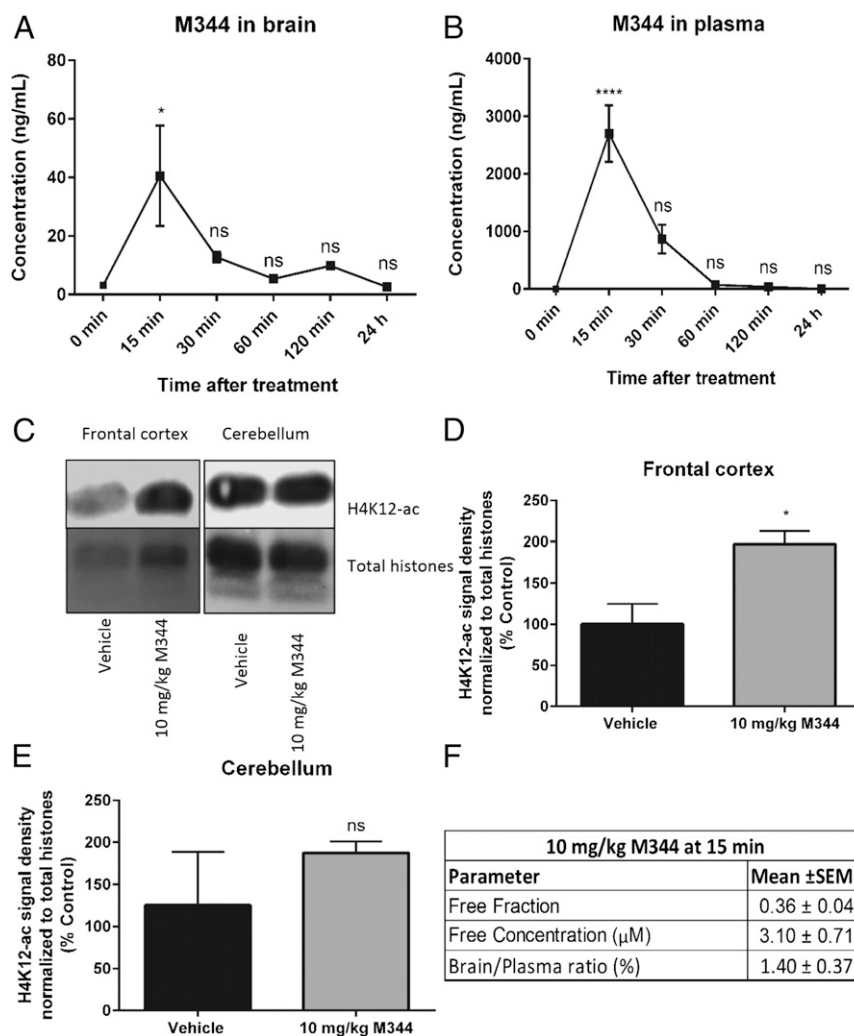 A
M344 in brain
Concentration (ng/mL)
80
60
40
20
0
*
ns
ns
ns
ns
0 min
15 min
30 min
60 min
120 min
24 h
Time after treatment
B
M344 in plasma
Concentration (ng/mL)
4000
3000
2000
1000
0
****
ns
ns
ns
ns
0 min
15 min
30 min
60 min
120 min
24 h
Time after treatment
C
Frontal cortex
Cerebellum
H4K12-ac
Total histones
Vehicle
10 mg/kg M344
Vehicle
10 mg/kg M344
D
Frontal cortex
H4K12-ac signal density
normalized to total histones
(% Control)
250
200
150
100
50
0
*
Vehicle
10 mg/kg M344
E
Cerebellum
H4K12-ac signal density
normalized to total histones
(% Control)
250
200
150
100
50
0
ns
Vehicle
10 mg/kg M344
F
10 mg/kg M344 at 15 min
Parameter Mean ±SEM
Free Fraction 0.36 ± 0.04
Free Concentration (µM) 3.10 ± 0.71
Brain/Plasma ratio (%) 1.40 ± 0.37